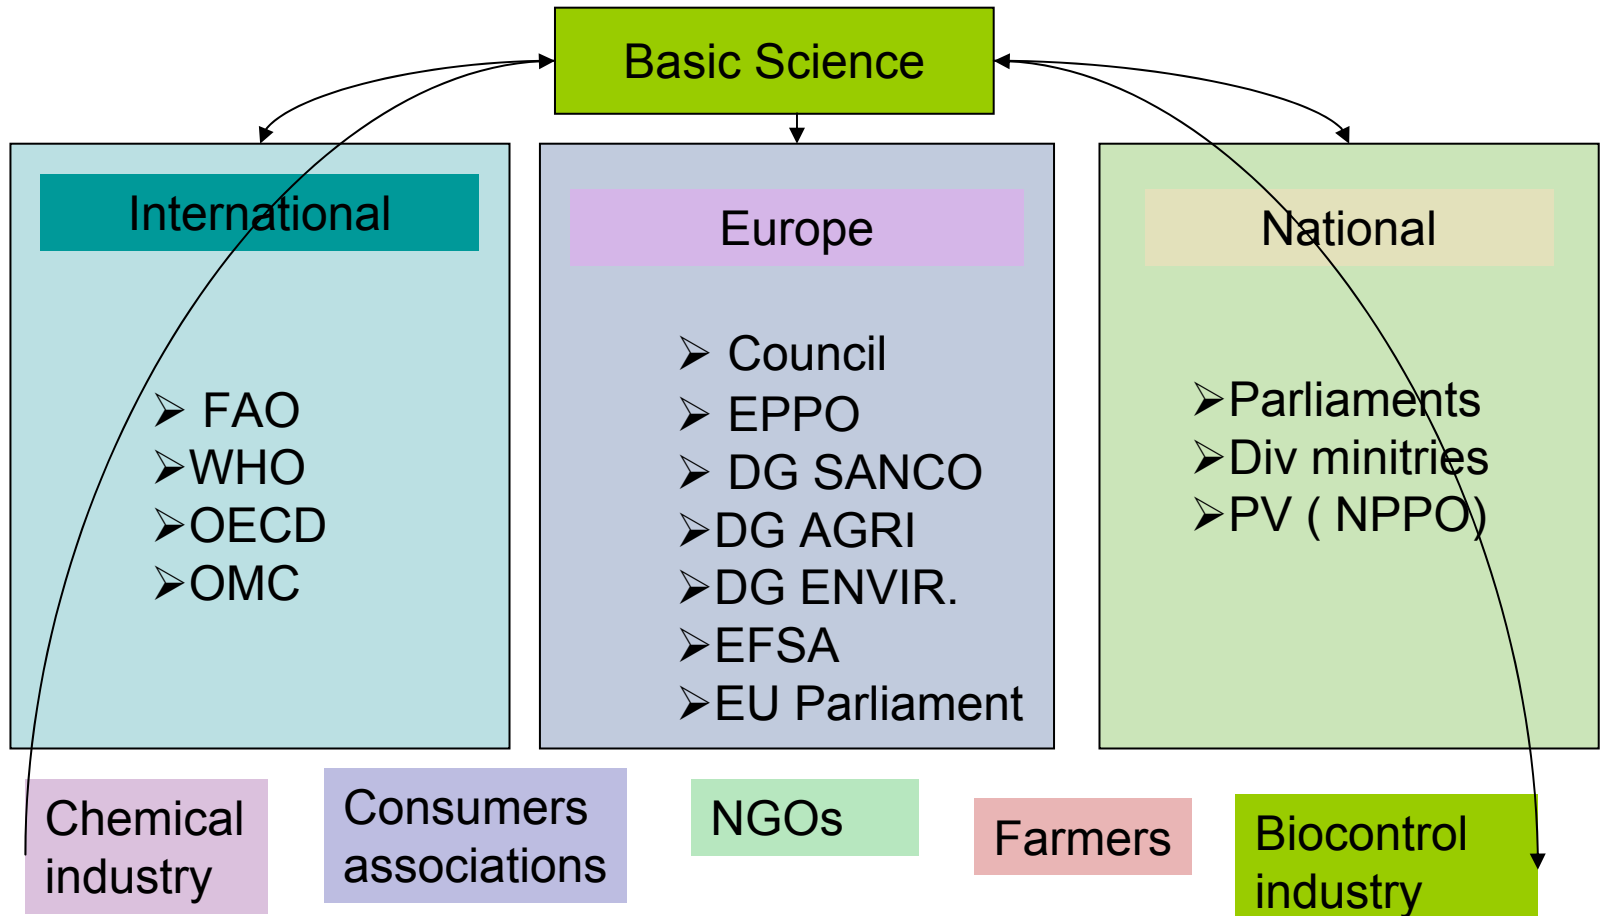 Basic Science
International
➢ FAO
➢WHO
➢OECD
➢OMC
Europe
➢ Council
➢ EPPO
➢ DG SANCO
➢DG AGRI
➢DG ENVIR.
➢EFSA
➢EU Parliament
National
➢Parliaments
➢Div minitries
➢PV ( NPPO)
Chemical
industry
Consumers
associations
NGOs
Farmers
Biocontrol
industry